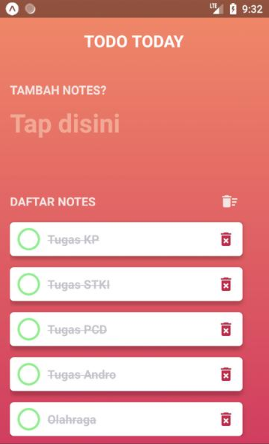 LTE
9:32
TODO TODAY
TAMBAH NOTES?
Tap disini
DAFTAR NOTES
Tugas KP
Tugas STKI
Tugas PCD
Tugas Andro
Olahraga